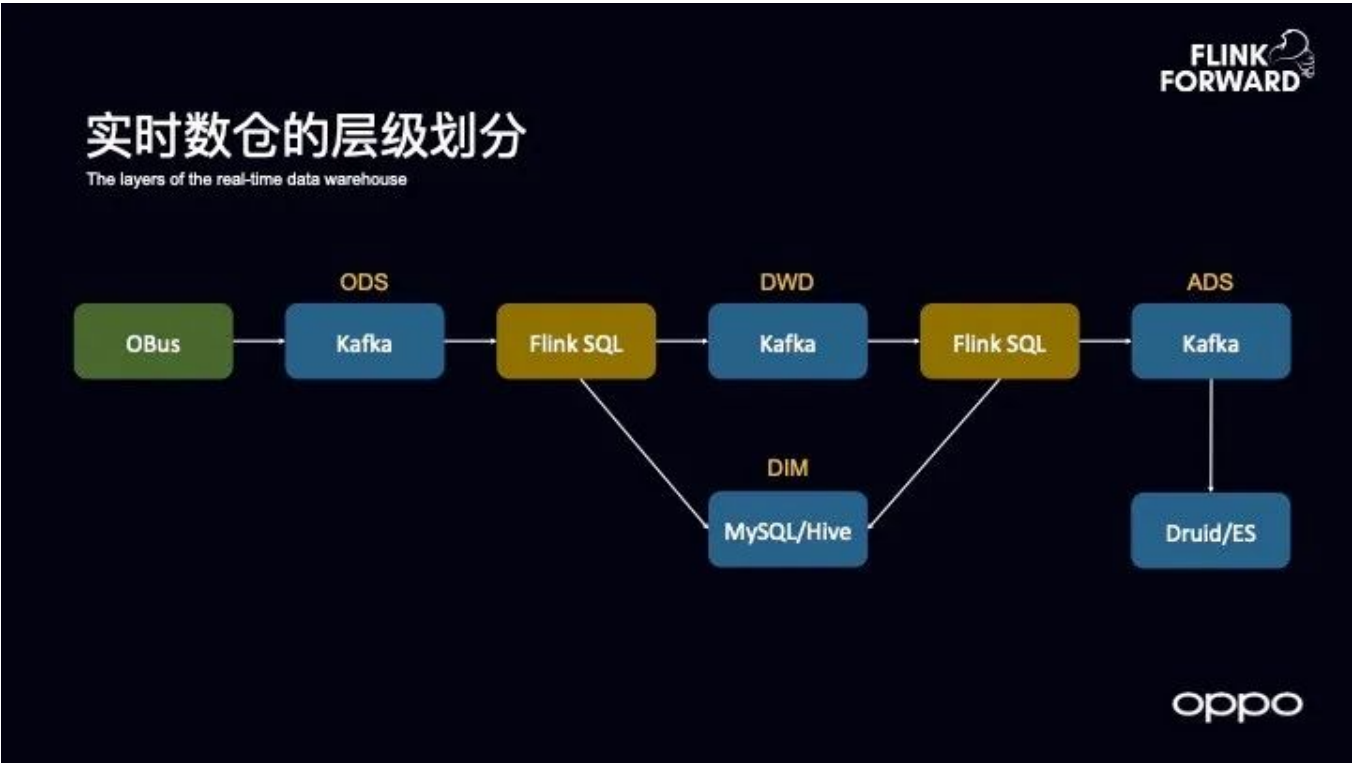 FLINK
FORWARD
实时数仓的层级划分
The layers of the real-time data warehouse
ODS
DWD
ADS
OBus
Kafka
Flink SQL
Kafka
Flink SQL
Kafka
DIM
MySQL/Hive
Druid/ES
oppo